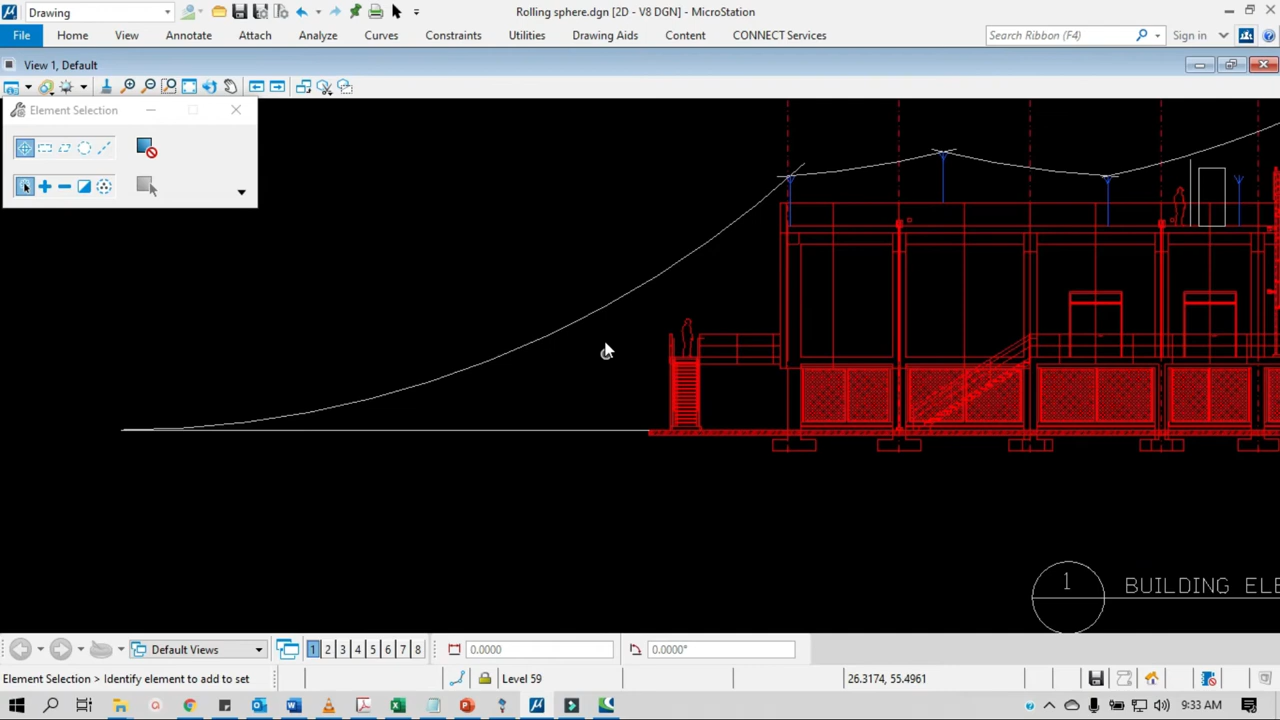 Drawing
Rolling sphere.dgn [2D - V8 DGN] - MicroStation
File Home View Annotate Attach Analyze Curves Constraints Utilities Drawing Aids Content CONNECT Services Search Ribbon (F4) Sign in
View 1, Default
Element Selection
1 BUILDING ELE
Default Views 1 2 3 4 5 6 7 8 0.0000 0.0000°
Element Selection > Identify element to add to set Level 59 26.3174, 55.4961
9:33 AM